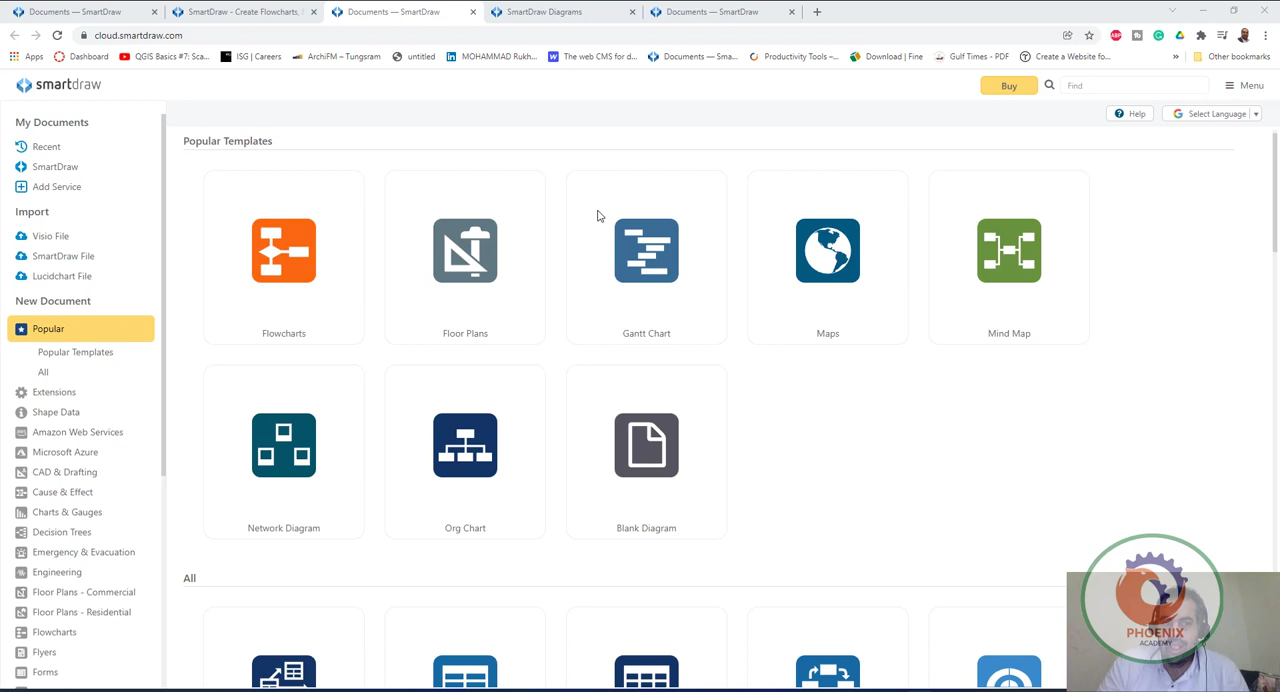 Documents — SmartDraw
SmartDraw - Create Flowcharts,
Documents — SmartDraw
SmartDraw Diagrams
Documents — SmartDraw
cloud.smartdraw.com
Apps
Dashboard
QGIS Basics #7: Sca...
ISG | Careers
ArchiFM – Tungsram
untitled
MOHAMMAD Rukh...
The web CMS for d...
Documents — Sma...
Productivity Tools –...
Download | Fine
Gulf Times - PDF
Create a Website fo...
»
Other bookmarks
smartdraw
Buy
Find
Menu
Help
Select Language
My Documents
Recent
SmartDraw
Add Service
Import
Visio File
SmartDraw File
Lucidchart File
New Document
Popular
Popular Templates
All
Extensions
Shape Data
Amazon Web Services
Microsoft Azure
CAD & Drafting
Cause & Effect
Charts & Gauges
Decision Trees
Emergency & Evacuation
Engineering
Floor Plans - Commercial
Floor Plans - Residential
Flowcharts
Flyers
Forms
Popular Templates
Flowcharts
Floor Plans
Gantt Chart
Maps
Mind Map
Network Diagram
Org Chart
Blank Diagram
All
PHOENIX
ACADEMY